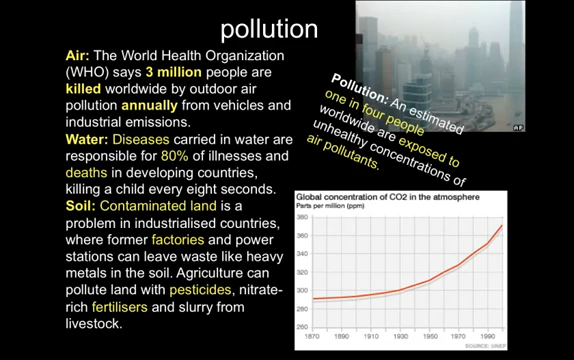 pollution
Air: The World Health Organization
(WHO) says 3 million people are
killed worldwide by outdoor air
pollution annually from vehicles and
industrial emissions.
Water: Diseases carried in water are
responsible for 80% of illnesses and
deaths in developing countries,
killing a child every eight seconds.
Soil: Contaminated land is a
problem in industrialised countries,
where former factories and power
stations can leave waste like heavy
metals in the soil. Agriculture can
pollute land with pesticides, nitrate-
rich fertilisers and slurry from
livestock.
AP
Pollution: An estimated
one in four people
worldwide are exposed to
unhealthy concentrations of
air pollutants.
Global concentration of CO2 in the atmosphere
Parts per million (ppm)
380
360
340
320
300
280
260
1870 1890 1910 1930 1950 1970 1990
SOURCE: UNEP